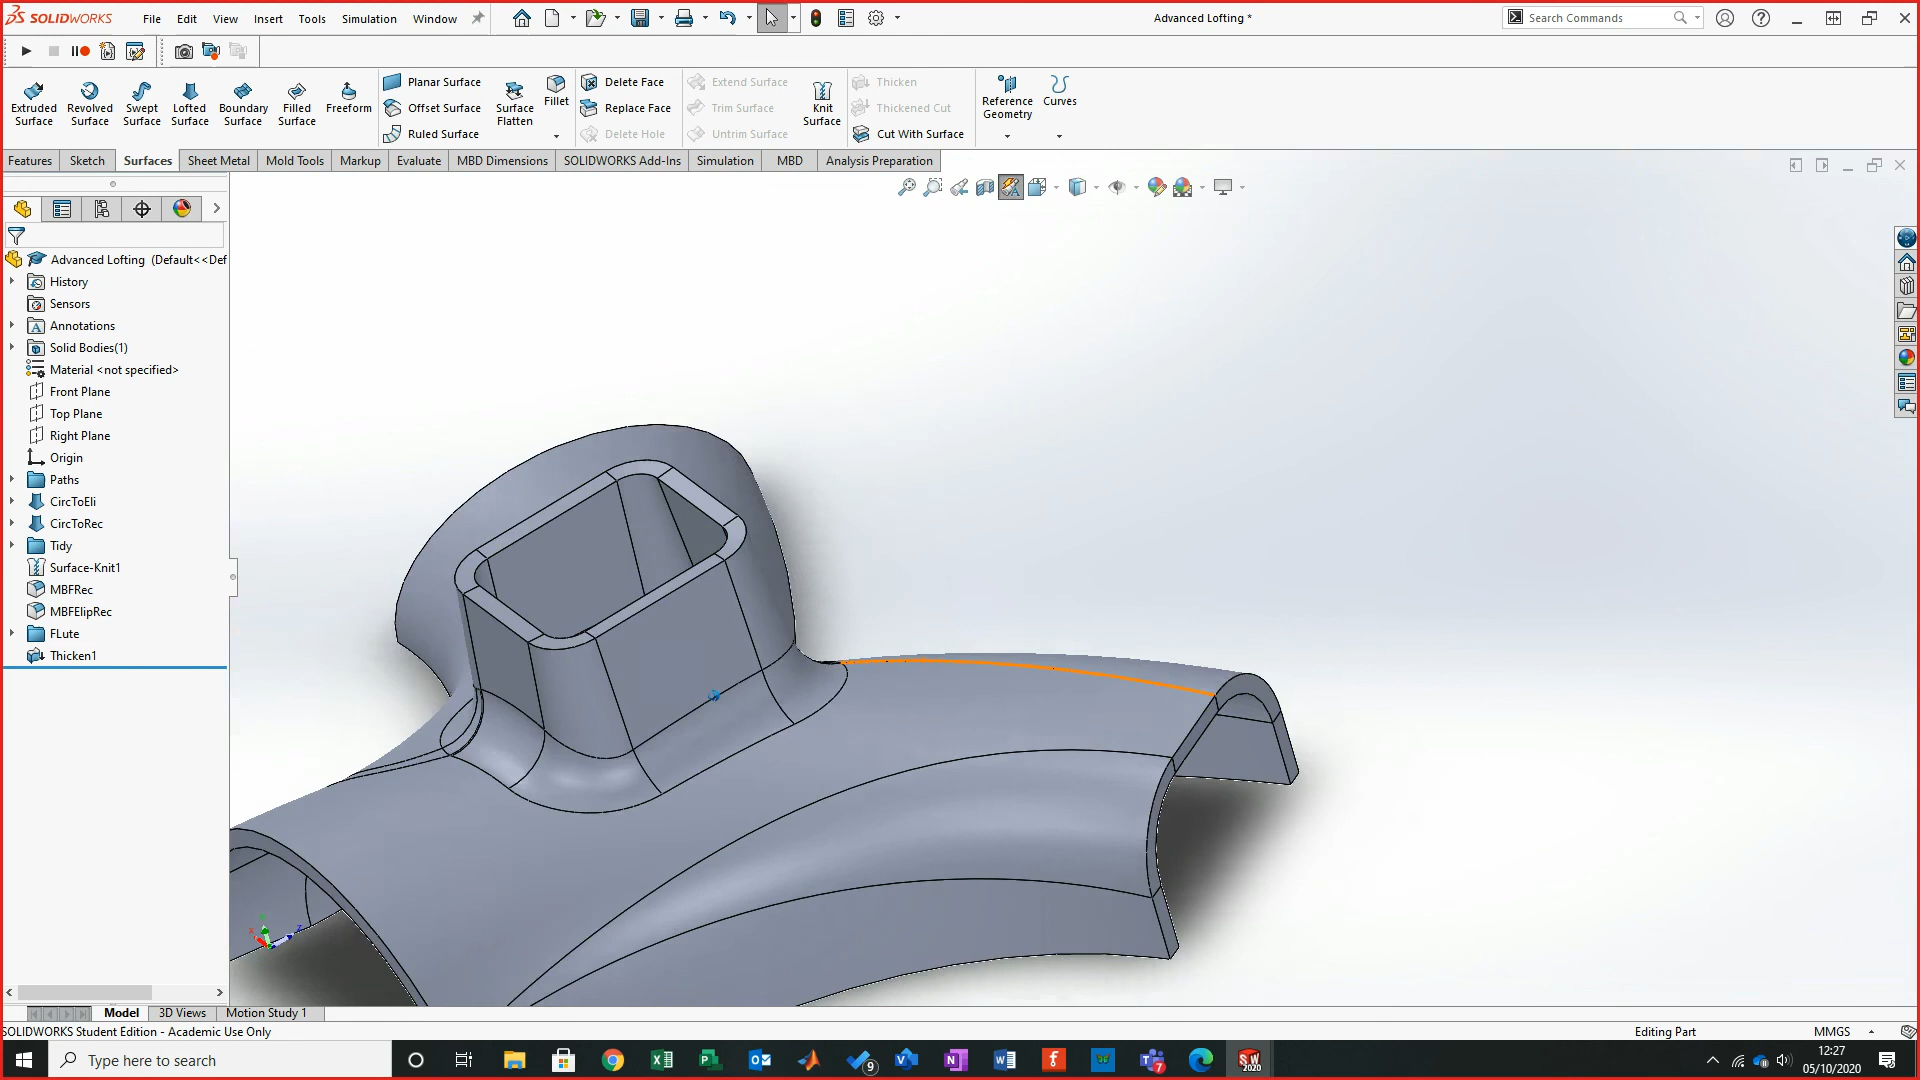 SOLIDWORKS File Edit View Insert Tools Simulation Window Advanced Lofting * Search Commands
Extruded Surface
Revolved Surface
Swept Surface
Lofted Surface
Boundary Surface
Filled Surface
Freeform
Planar Surface
Offset Surface
Ruled Surface
Surface Flatten
Fillet
Delete Face
Replace Face
Delete Hole
Extend Surface
Trim Surface
Untrim Surface
Knit Surface
Thicken
Thickened Cut
Cut With Surface
Reference Geometry
Curves
Features Sketch Surfaces Sheet Metal Mold Tools Markup Evaluate MBD Dimensions SOLIDWORKS Add-Ins Simulation MBD Analysis Preparation
Advanced Lofting (Default<<Def
History
Sensors
Annotations
Solid Bodies(1)
Material <not specified>
Front Plane
Top Plane
Right Plane
Origin
Paths
CircToEli
CircToRec
Tidy
Surface-Knit1
MBFRec
MBFElipRec
FLute
Thicken1
Model 3D Views Motion Study 1
SOLIDWORKS Student Edition - Academic Use Only Editing Part MMGS
Type here to search
9
7
SW
2020
12:27
05/10/2020